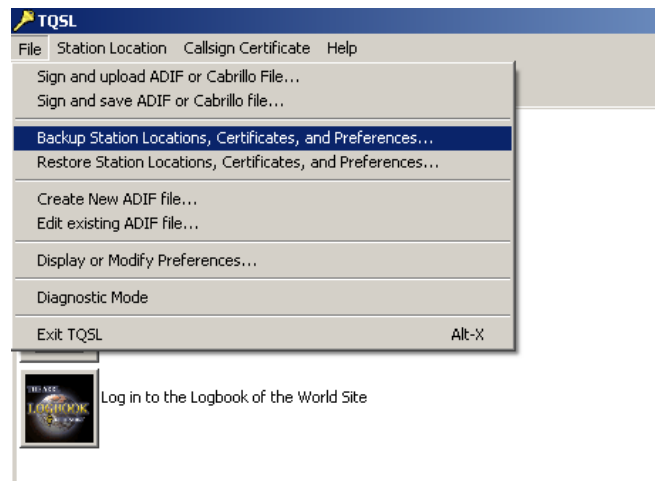 TQSL
File Station Location Callsign Certificate Help
Sign and upload ADIF or Cabrillo File...
Sign and save ADIF or Cabrillo file...
Backup Station Locations, Certificates, and Preferences...
Restore Station Locations, Certificates, and Preferences...
Create New ADIF file...
Edit existing ADIF file...
Display or Modify Preferences...
Diagnostic Mode
Exit TQSL Alt-X
LOGBOOK
Log in to the Logbook of the World Site